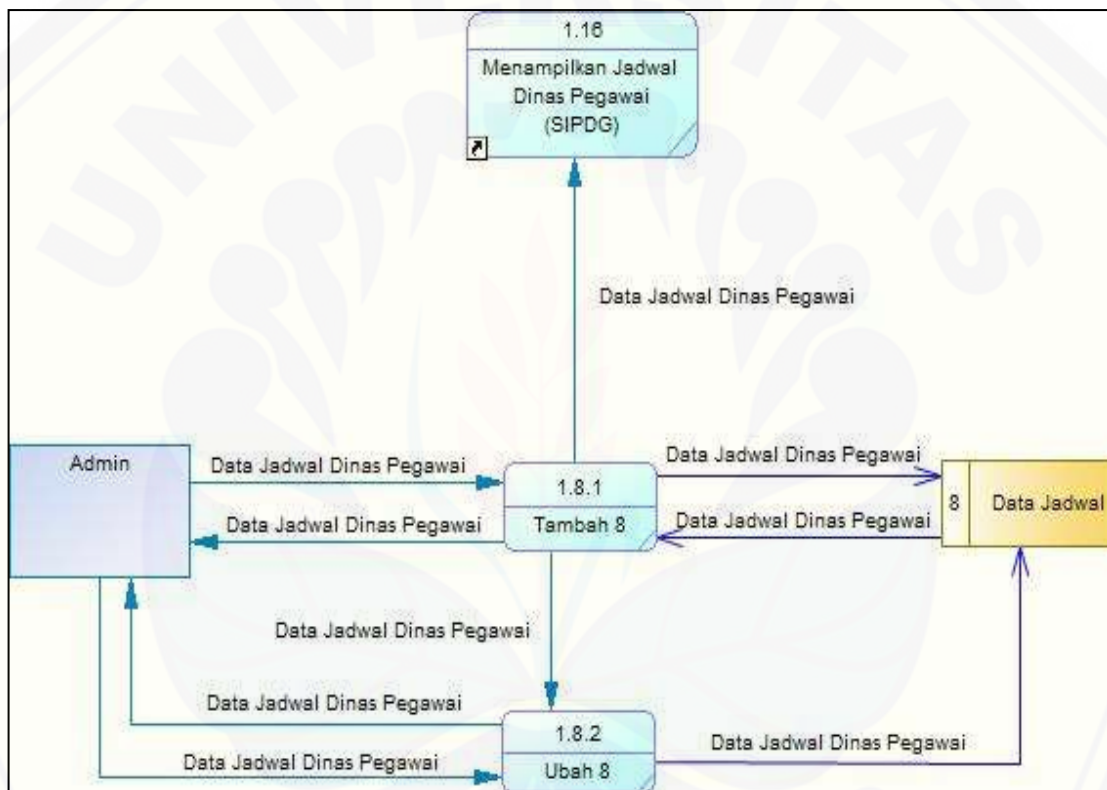 UNIVERSITAS
1.16
Menampilkan Jadwal
Dinas Pegawai
(SIPDG)
Data Jadwal Dinas Pegawai
Admin
Data Jadwal Dinas Pegawai
Data Jadwal Dinas Pegawai
1.8.1
Tambah 8
8
Data Jadwal
Data Jadwal Dinas Pegawai
Data Jadwal Dinas Pegawai
Data Jadwal Dinas Pegawai
Data Jadwal Dinas Pegawai
1.8.2
Ubah 8
Data Jadwal Dinas Pegawai
Data Jadwal Dinas Pegawai